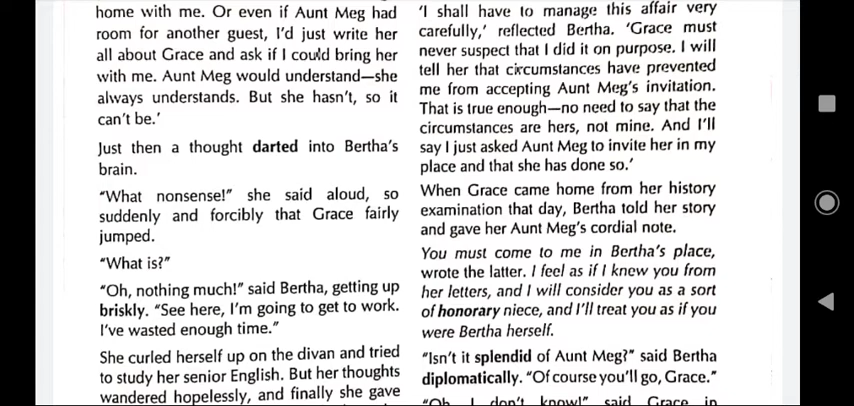 home with me. Or even if Aunt Meg had
room for another guest, I'd just write her
all about Grace and ask if I could bring her
with me. Aunt Meg would understand—she
always understands. But she hasn't, so it
can't be.'
Just then a thought darted into Bertha's
brain.
"What nonsense!" she said aloud, so
suddenly and forcibly that Grace fairly
jumped.
"What is?"
"Oh, nothing much!" said Bertha, getting up
briskly. "See here, I'm going to get to work.
I've wasted enough time."
She curled herself up on the divan and tried
to study her senior English. But her thoughts
wandered hopelessly, and finally she gave
'I shall have to manage this affair very
carefully,' reflected Bertha. 'Grace must
never suspect that I did it on purpose. I will
tell her that circumstances have prevented
me from accepting Aunt Meg's invitation.
That is true enough—no need to say that the
circumstances are hers, not mine. And I'll
say I just asked Aunt Meg to invite her in my
place and that she has done so.'
When Grace came home from her history
examination that day, Bertha told her story
and gave her Aunt Meg's cordial note.
You must come to me in Bertha's place,
wrote the latter. I feel as if I knew you from
her letters, and I will consider you as a sort
of honorary niece, and I'll treat you as if you
were Bertha herself.
"Isn't it splendid of Aunt Meg?" said Bertha
diplomatically. "Of course you'll go, Grace."
"Oh, I don't know!" said Grace in